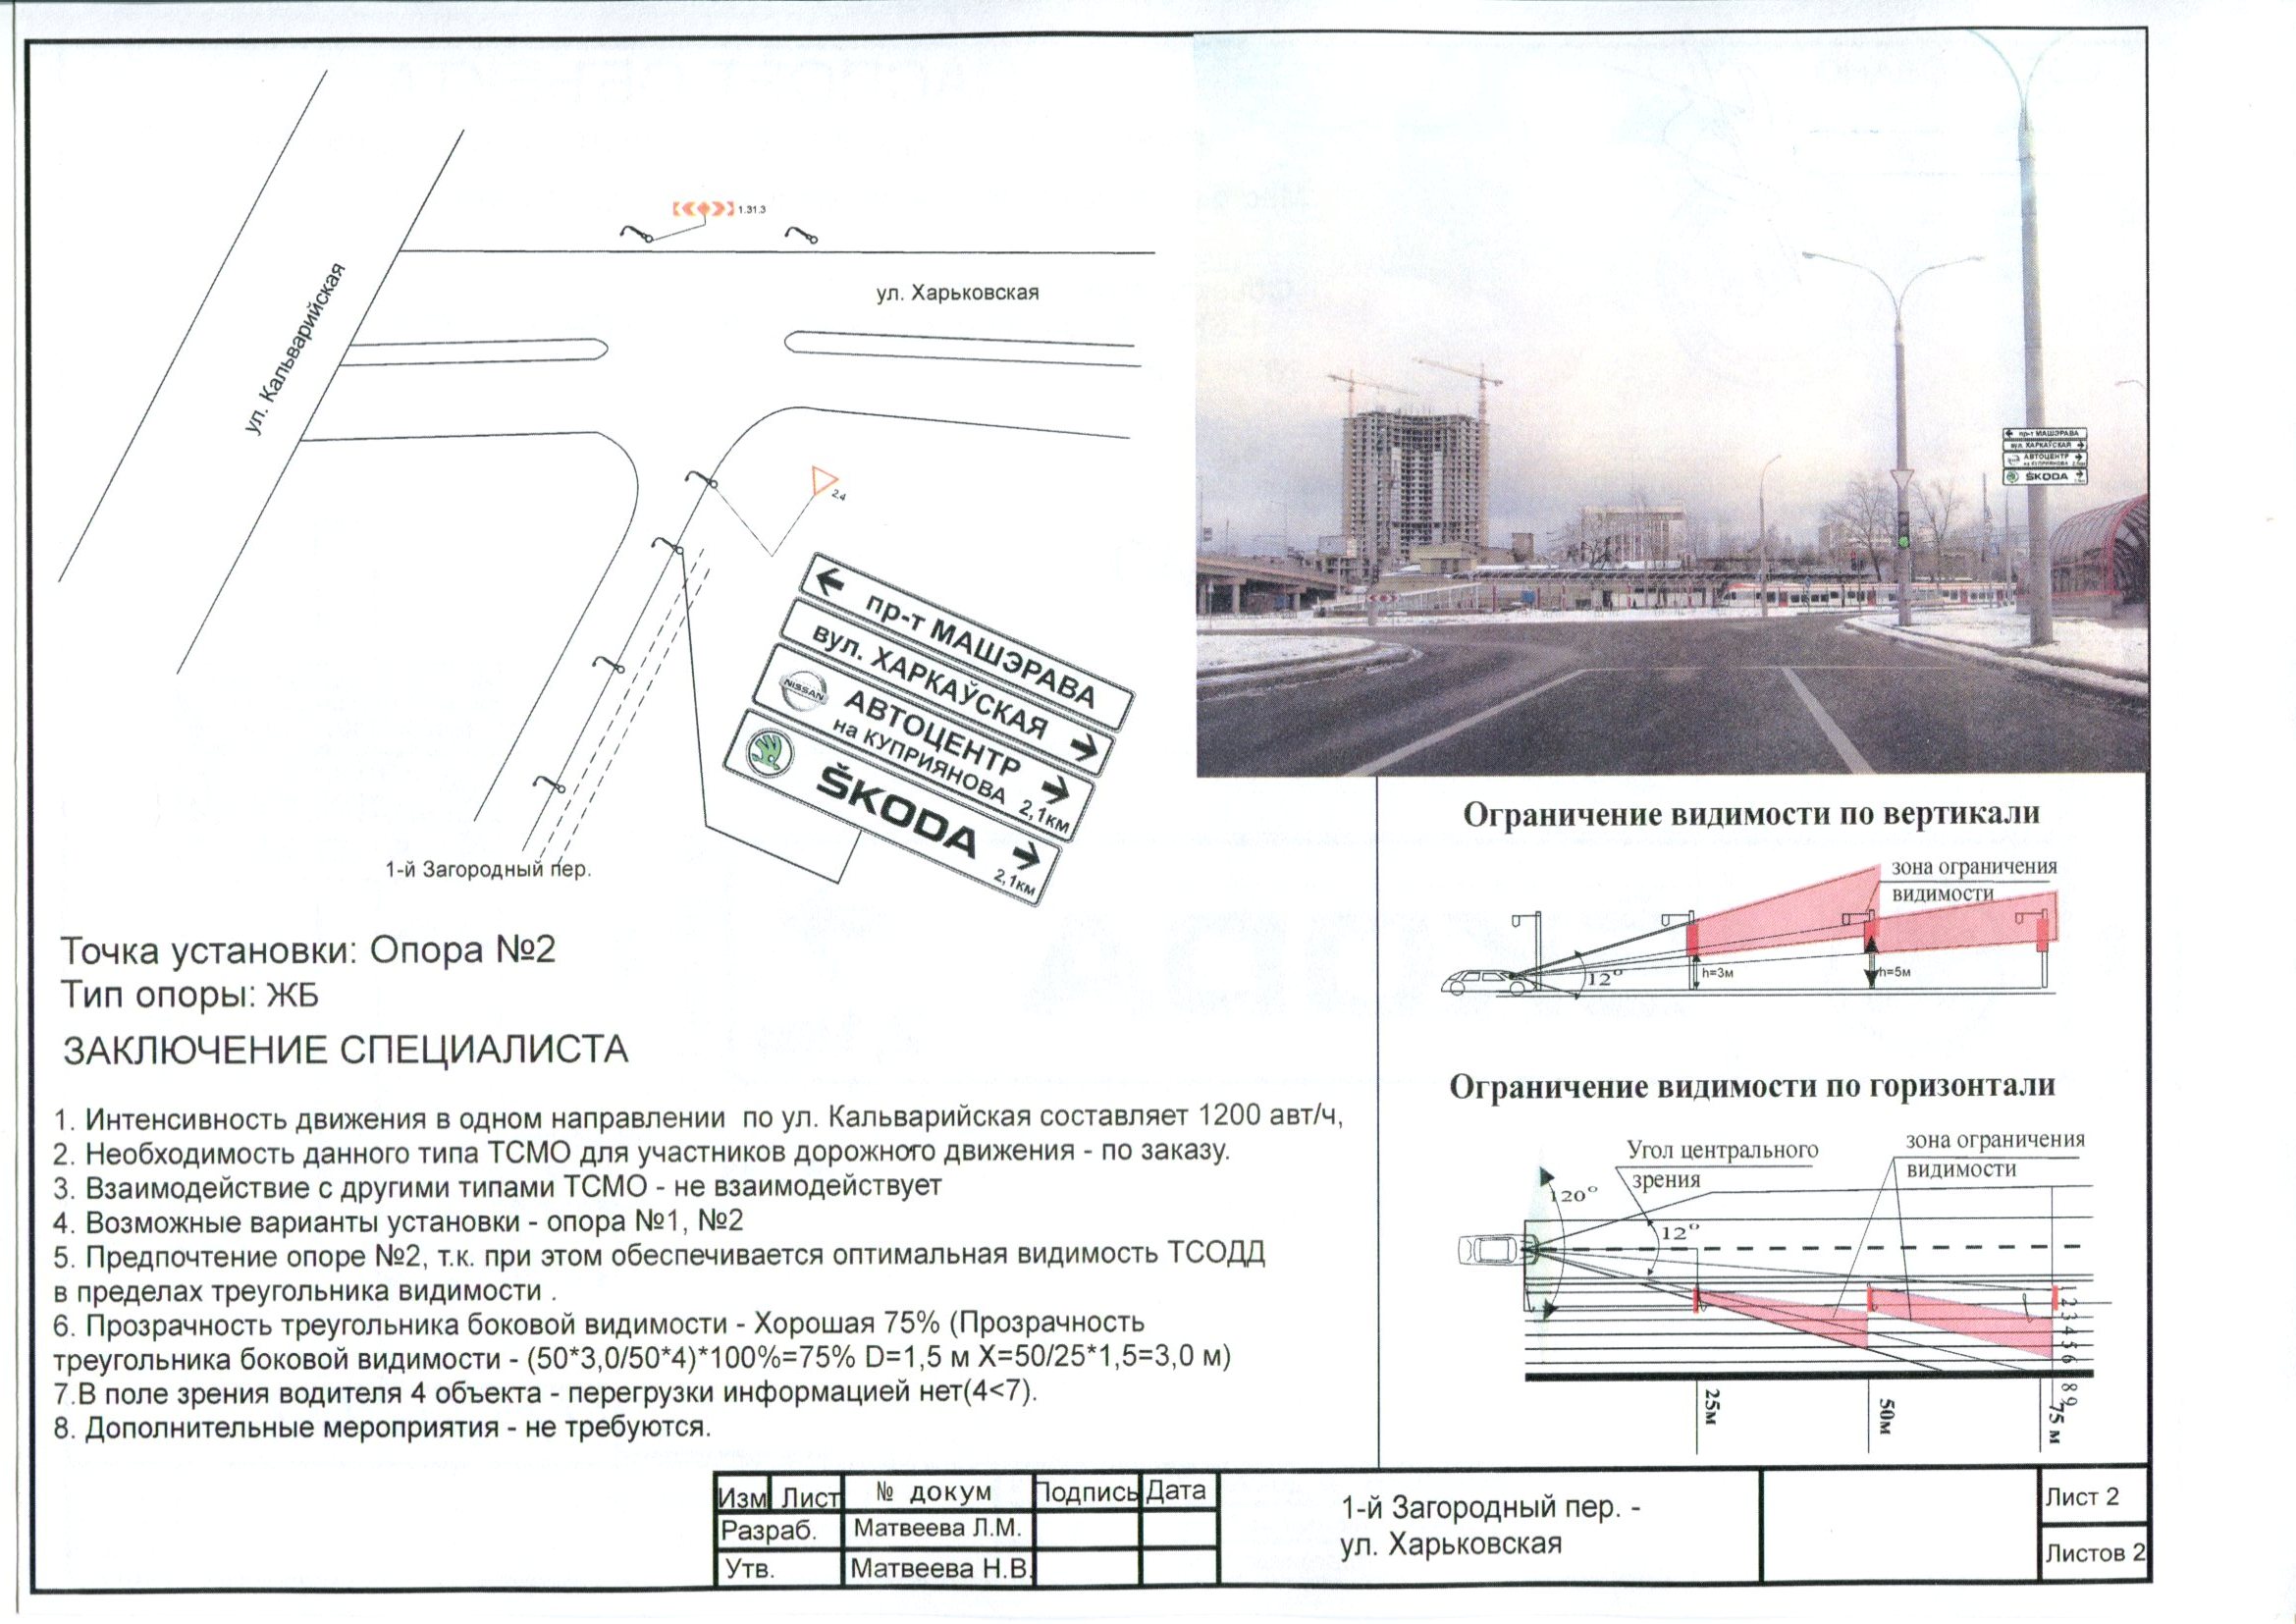 1.31.3
ул. Харьковская
ул. Кальварийская
2.4
пр-т МАШЭРАВА
вул. ХАРКАЎСКАЯ
NISSAN
АВТОЦЕНТР
на КУПРИЯНОВА
2,1км
ŠKODA
2,1км
1-й Загородный пер.
пр-т МАШЭРАВА
вул. ХАРКАЎСКАЯ
АВТОЦЕНТР
на КУПРИЯНОВА
ŠKODA
Точка установки: Опора №2
Тип опоры: ЖБ
ЗАКЛЮЧЕНИЕ СПЕЦИАЛИСТА
1. Интенсивность движения в одном направлении по ул. Кальварийская составляет 1200 авт/ч,
2. Необходимость данного типа ТСМО для участников дорожного движения - по заказу.
3. Взаимодействие с другими типами ТСМО - не взаимодействует
4. Возможные варианты установки - опора №1, №2
5. Предпочтение опоре №2, т.к. при этом обеспечивается оптимальная видимость ТСОДД
в пределах треугольника видимости .
6. Прозрачность треугольника боковой видимости - Хорошая 75% (Прозрачность
треугольника боковой видимости - (50*3,0/50*4)*100%=75% D=1,5 м X=50/25*1,5=3,0 м)
7.В поле зрения водителя 4 объекта - перегрузки информацией нет(4<7).
8. Дополнительные мероприятия - не требуются.
Ограничение видимости по вертикали
зона ограничения
видимости
12°
h=3м
h=5м
Ограничение видимости по горизонтали
Угол центрального
зрения
зона ограничения
видимости
120°
12°
1 2 3 4 5 6 8 9
25м
50м
75 м
Изм Лист № докум Подпись Дата
Разраб. Матвеева Л.М.
Утв. Матвеева Н.В.
1-й Загородный пер. -
ул. Харьковская
Лист 2
Листов 2